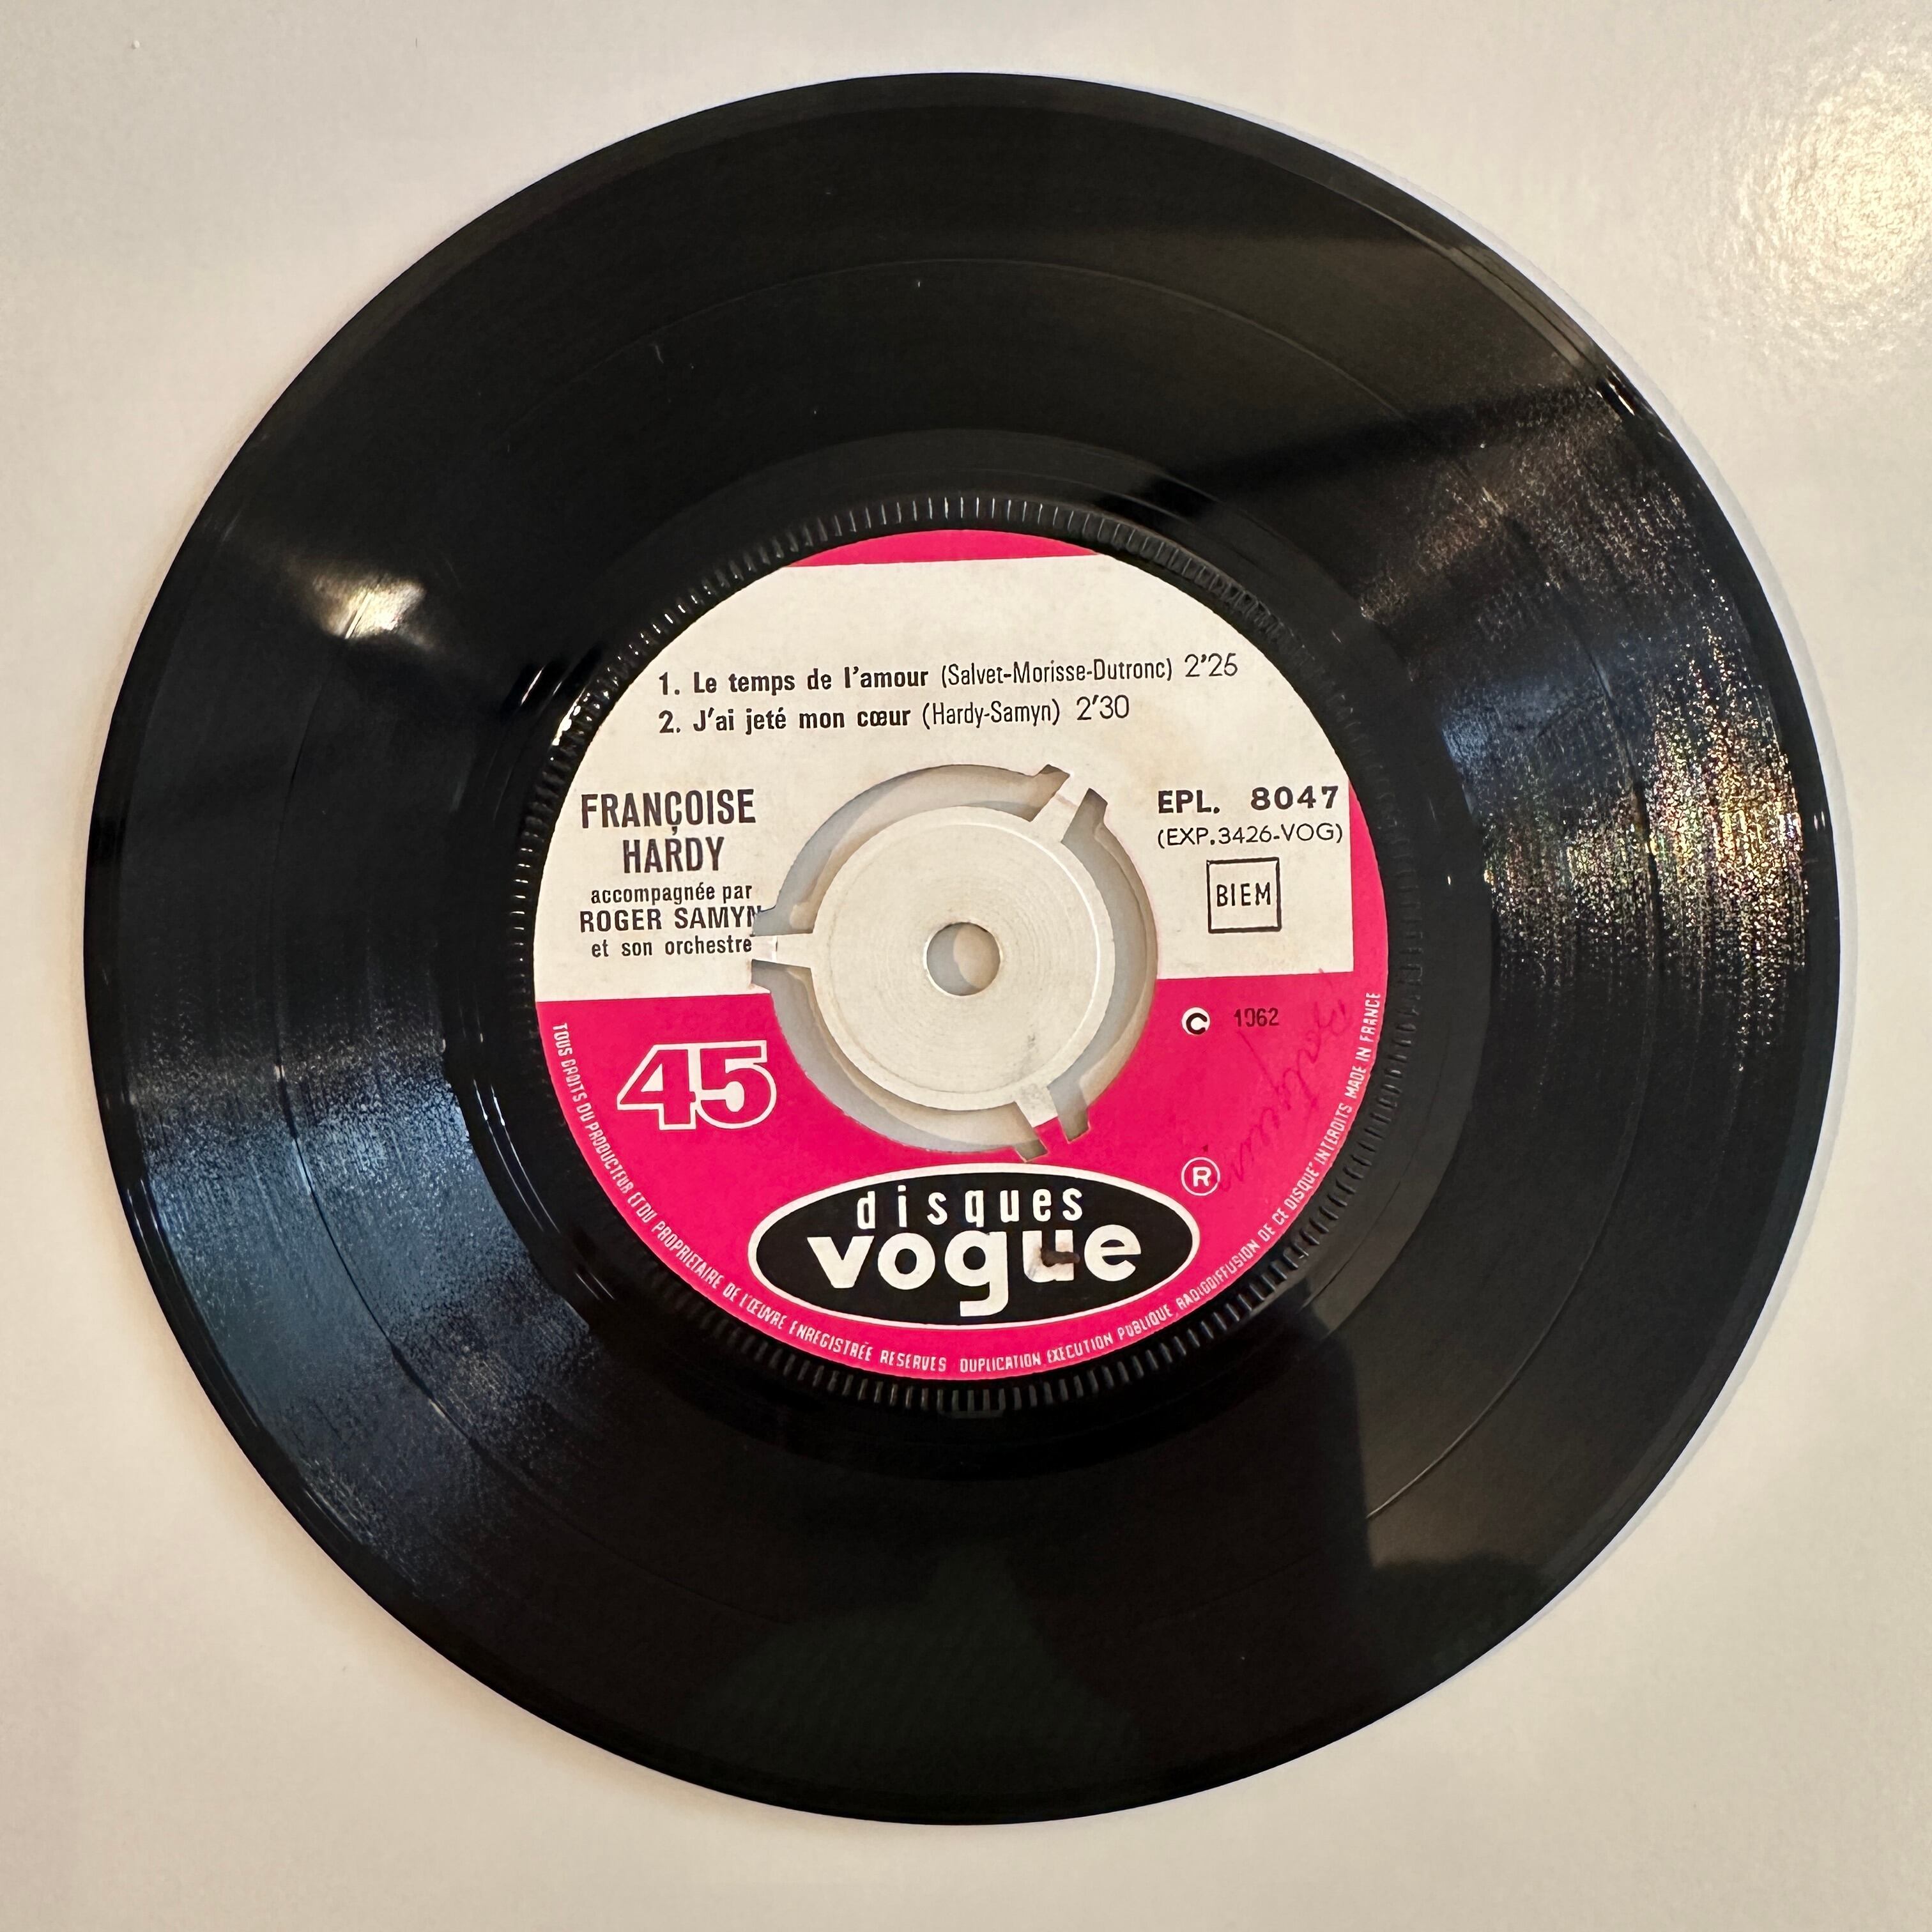 1. Le temps de l'amour (Salvet-Morisse-Dutronc) 2'25
2. J'ai jeté mon cœur (Hardy-Samyn) 2'30
FRANÇOISE
HARDY
accompagnée par
ROGER SAMYN
et son orchestre
EPL. 8047
(EXP.3426-VOG)
BIEM
45
© 1962
®
disques
vogue
TOUS DROITS DU PRODUCTEUR ET DU PROPRIETAIRE DE L'ŒUVRE ENREGISTRÉE RESERVES DUPLICATION, EXECUTION PUBLIQUE, RADIODIFFUSION DE CE DISQUE INTERDITS MADE IN FRANCE